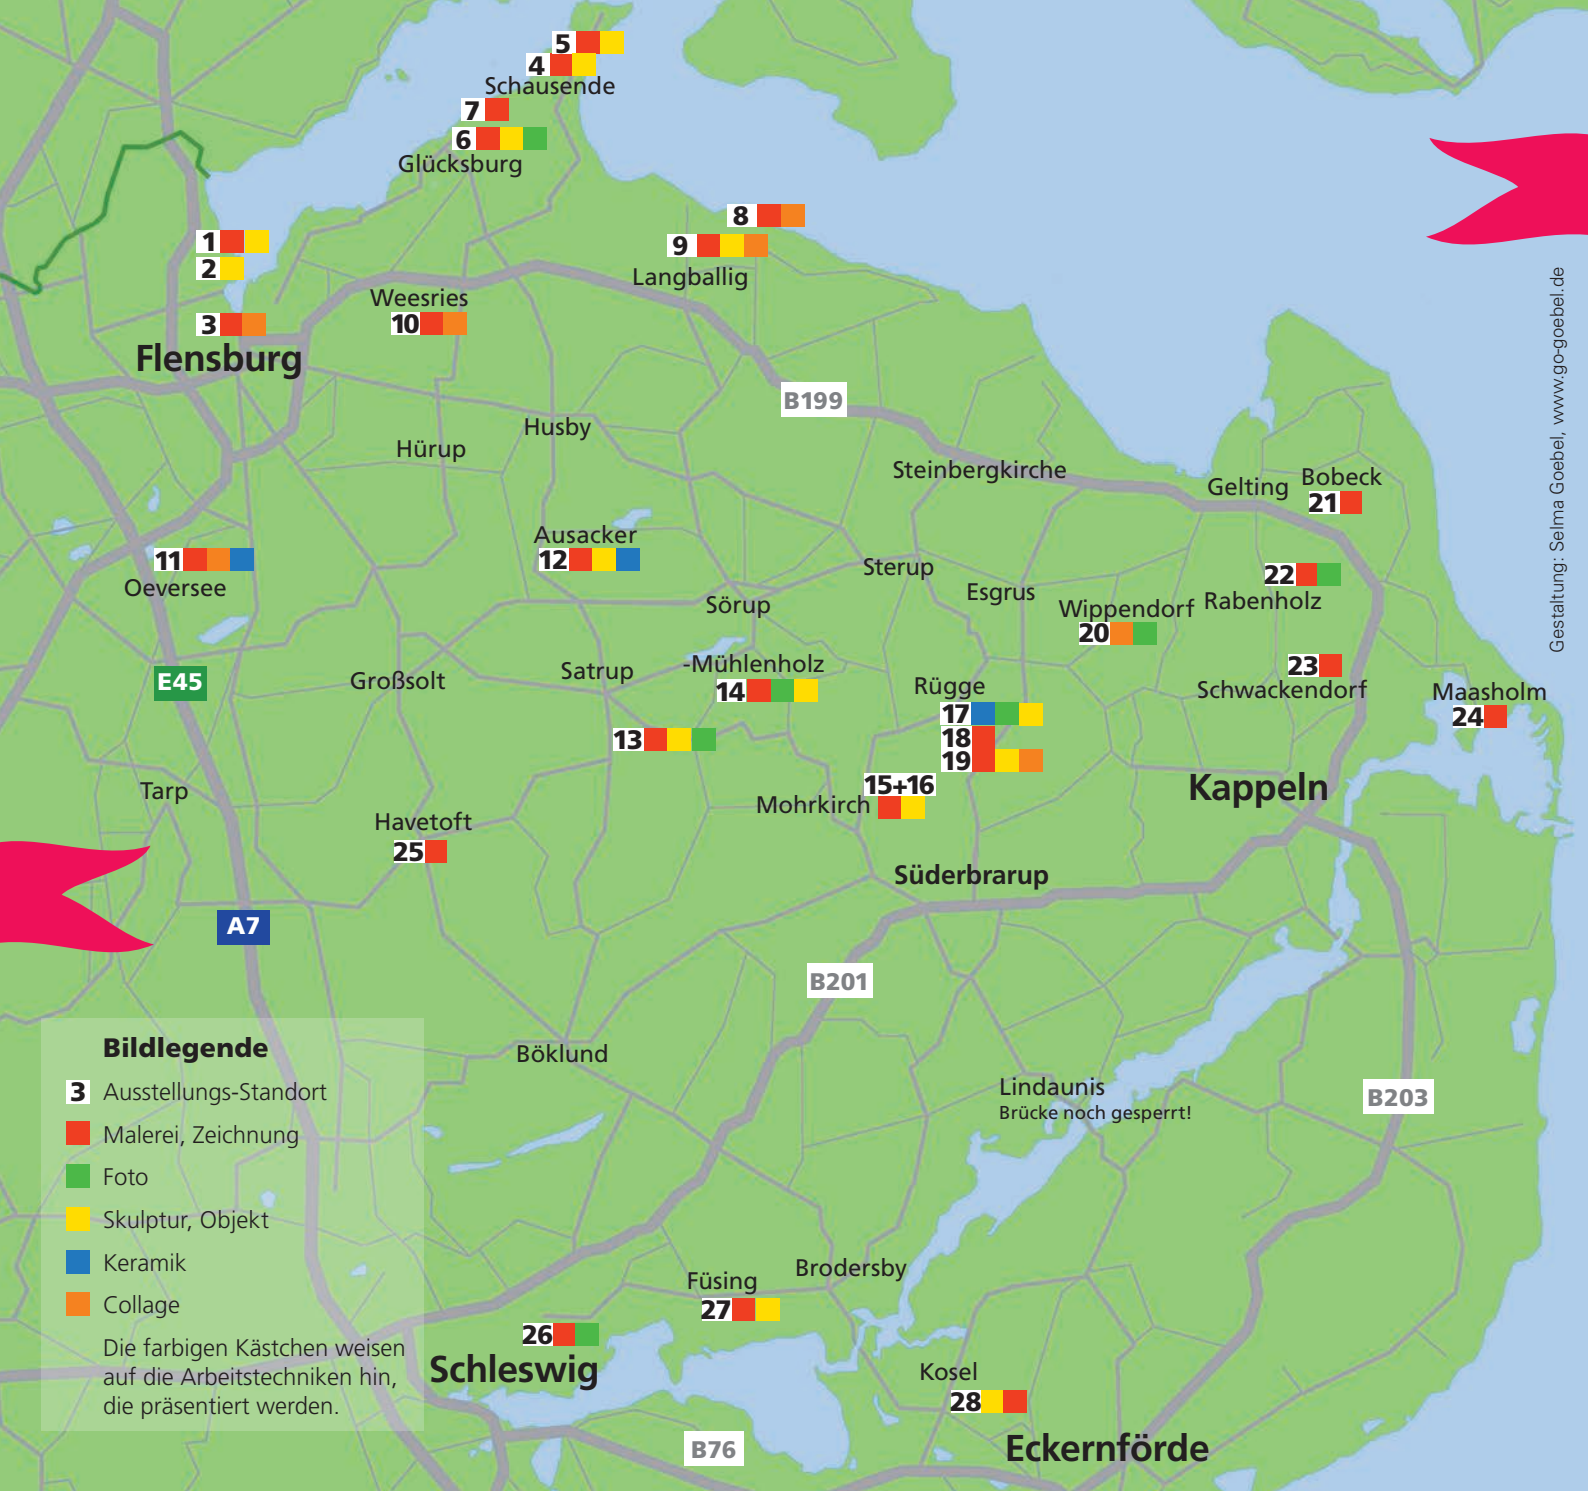 5
4
Schausende
7
6
Glücksburg
8
9
Langballig
1
2
3
Flensburg
Weesries
10
B199
Husby
Hürup
Steinbergkirche
Gelting
Bobeck
21
Ausacker
12
11
Oeversee
Sterup
Esgrus
22
Rabenholz
Wippendorf
20
Sörup
-Mühlenholz
14
Satrup
Großsolt
E45
Rügge
17
18
19
23
Schwackendorf
Maasholm
24
13
15+16
Mohrkirch
Kappeln
Tarp
Havetoft
25
Süderbrarup
A7
B201
Böklund
Lindaunis
Brücke noch gesperrt!
B203
Füsing
27
Brodersby
26
Schleswig
Kosel
28
Eckernförde
B76
Bildlegende
3 Ausstellungs-Standort
Malerei, Zeichnung
Foto
Skulptur, Objekt
Keramik
Collage
Die farbigen Kästchen weisen
auf die Arbeitstechniken hin,
die präsentiert werden.
Gestaltung: Selma Goebel, www.go-goebel.de